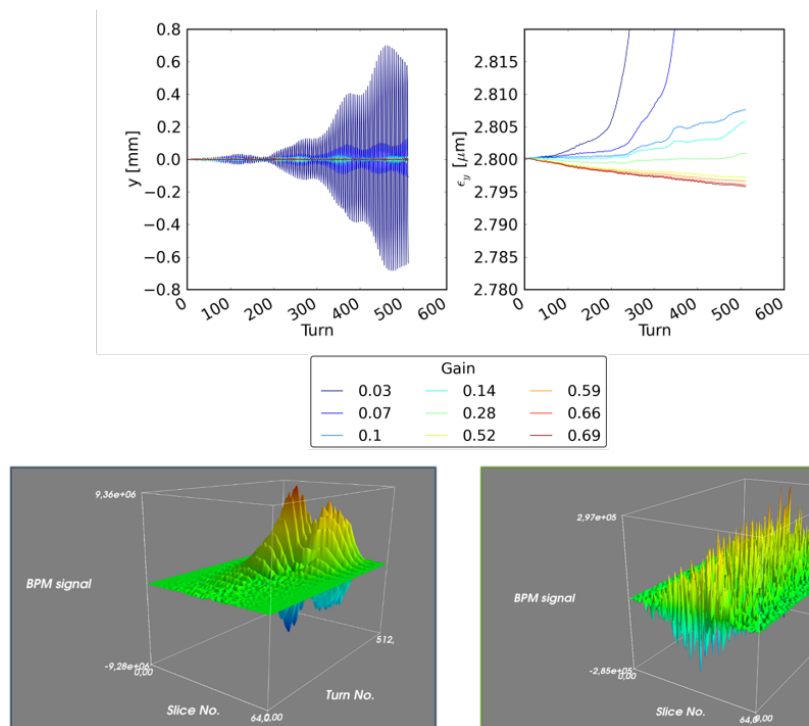 0.8
0.6
0.4
0.2
0.0
−0.2
−0.4
−0.6
−0.8
y [mm]
0 100 200 300 400 500 600
Turn
2.815
2.810
2.805
2.800
2.795
2.790
2.785
2.780
ϵy [μm]
0 100 200 300 400 500 600
Turn
Gain
0.03 0.14 0.59
0.07 0.28 0.66
0.1 0.52 0.69
9,36e+06
BPM signal
-9,28e+06
0,00
Slice No.
64,
0,00
Turn No.
512,
2,97e+05
BPM signal
-2,85e+05
0,00
Slice No.
0,00